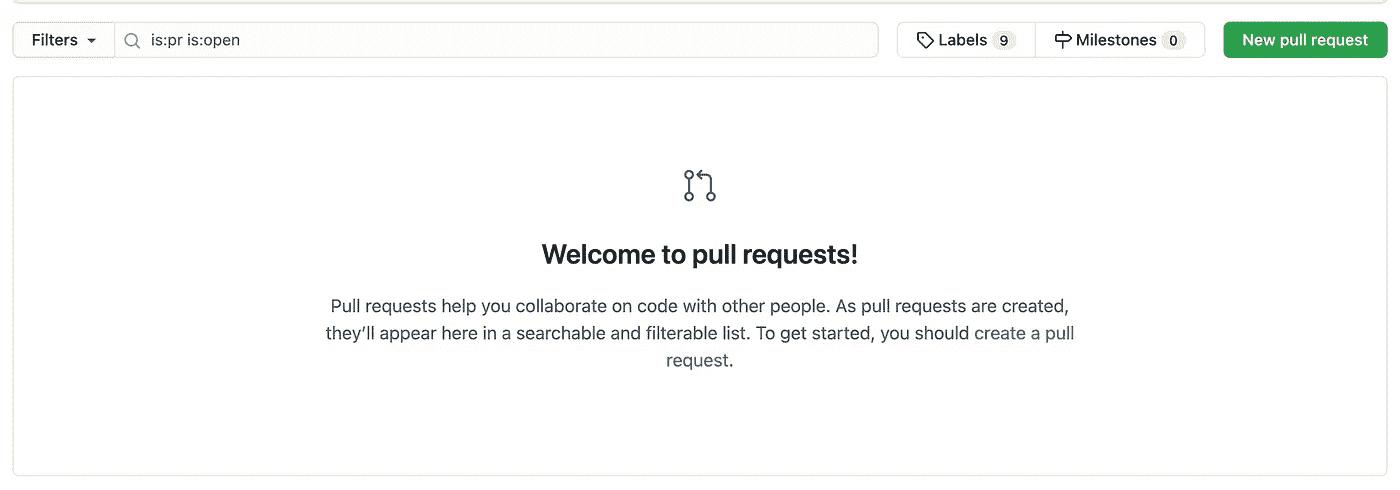 Filters
is:pr is:open
Labels 9
Milestones 0
New pull request
Welcome to pull requests!
Pull requests help you collaborate on code with other people. As pull requests are created,
they’ll appear here in a searchable and filterable list. To get started, you should create a pull
request.